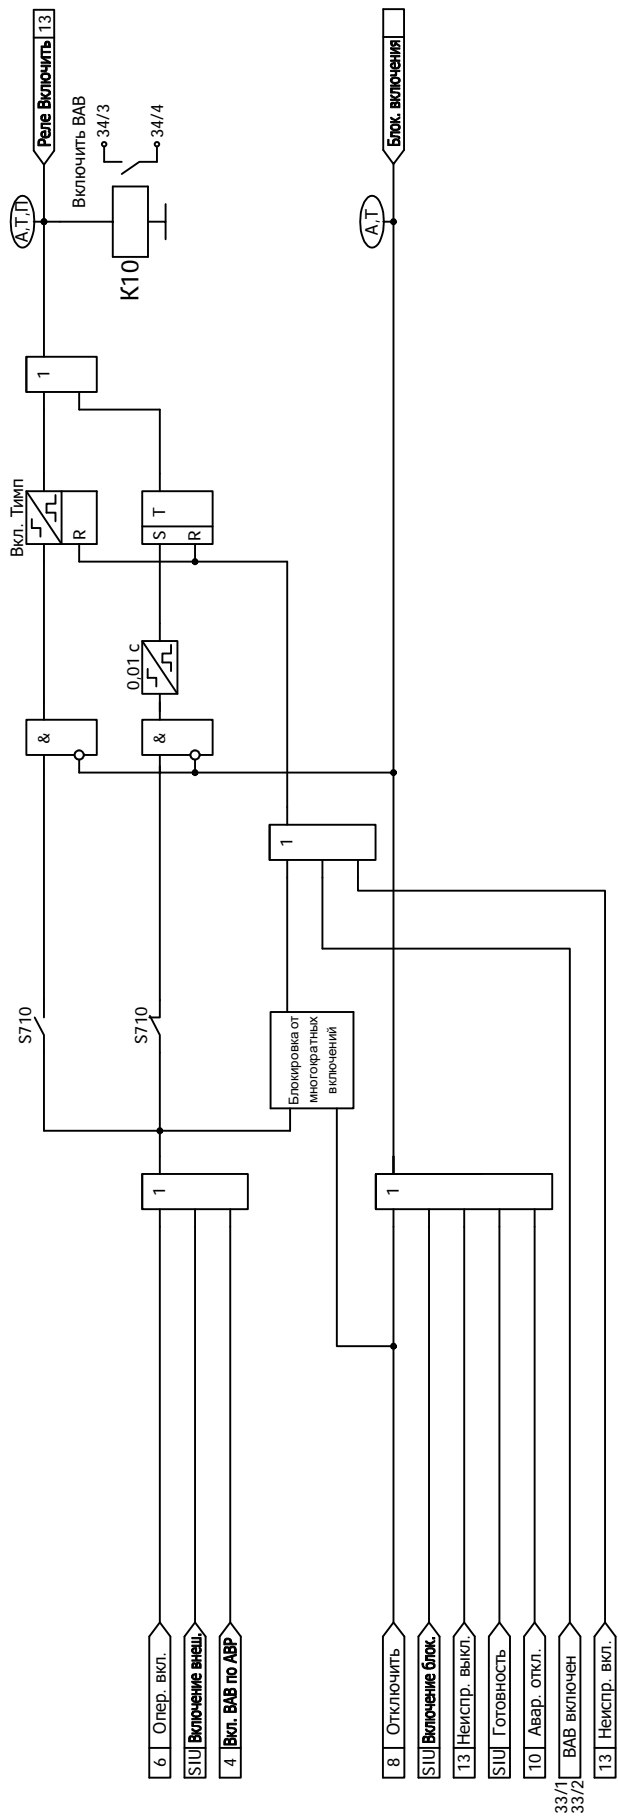 6 Опер. вкл.
SIU Включение внеш.
4 Вкл. ВАВ по АВР
8 Отключить
SIU Включение блок.
13 Неиспр. выкл.
SIU Готовность
10 Авар. откл.
33/1
33/2
ВАВ включен
13 Неиспр. вкл.
1
1
S710
S710
Блокировка от
многократных
включений
1
&
&
0,01 с
Вкл. Тимп
R
S T
R
1
К10
А,Т,П
Включить ВАВ
34/3
34/4
Реле Включить 13
А,Т
Блок. включения